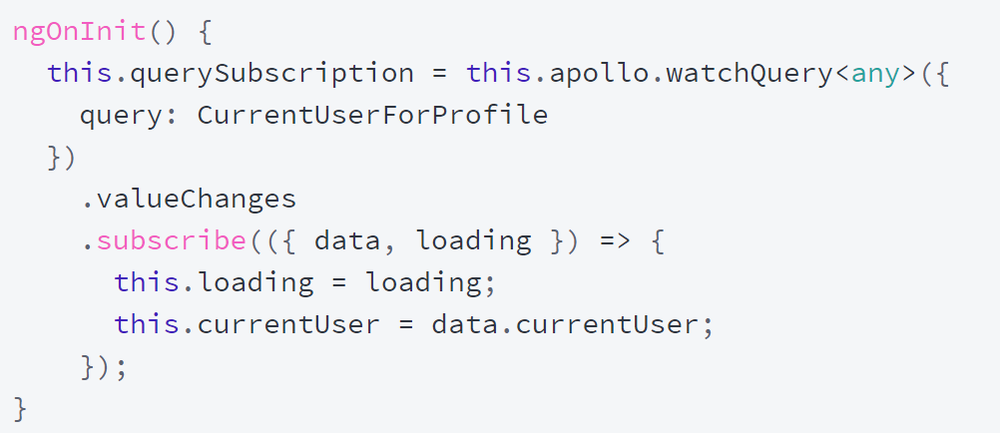 ngOnInit() {
  this.querySubscription = this.apollo.watchQuery<any>({
    query: CurrentUserForProfile
  })
    .valueChanges
    .subscribe(({ data, loading }) => {
      this.loading = loading;
      this.currentUser = data.currentUser;
    });
}